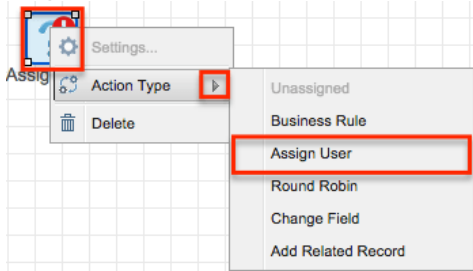 Settings...
Assig
Action Type
Delete
Unassigned
Business Rule
Assign User
Round Robin
Change Field
Add Related Record